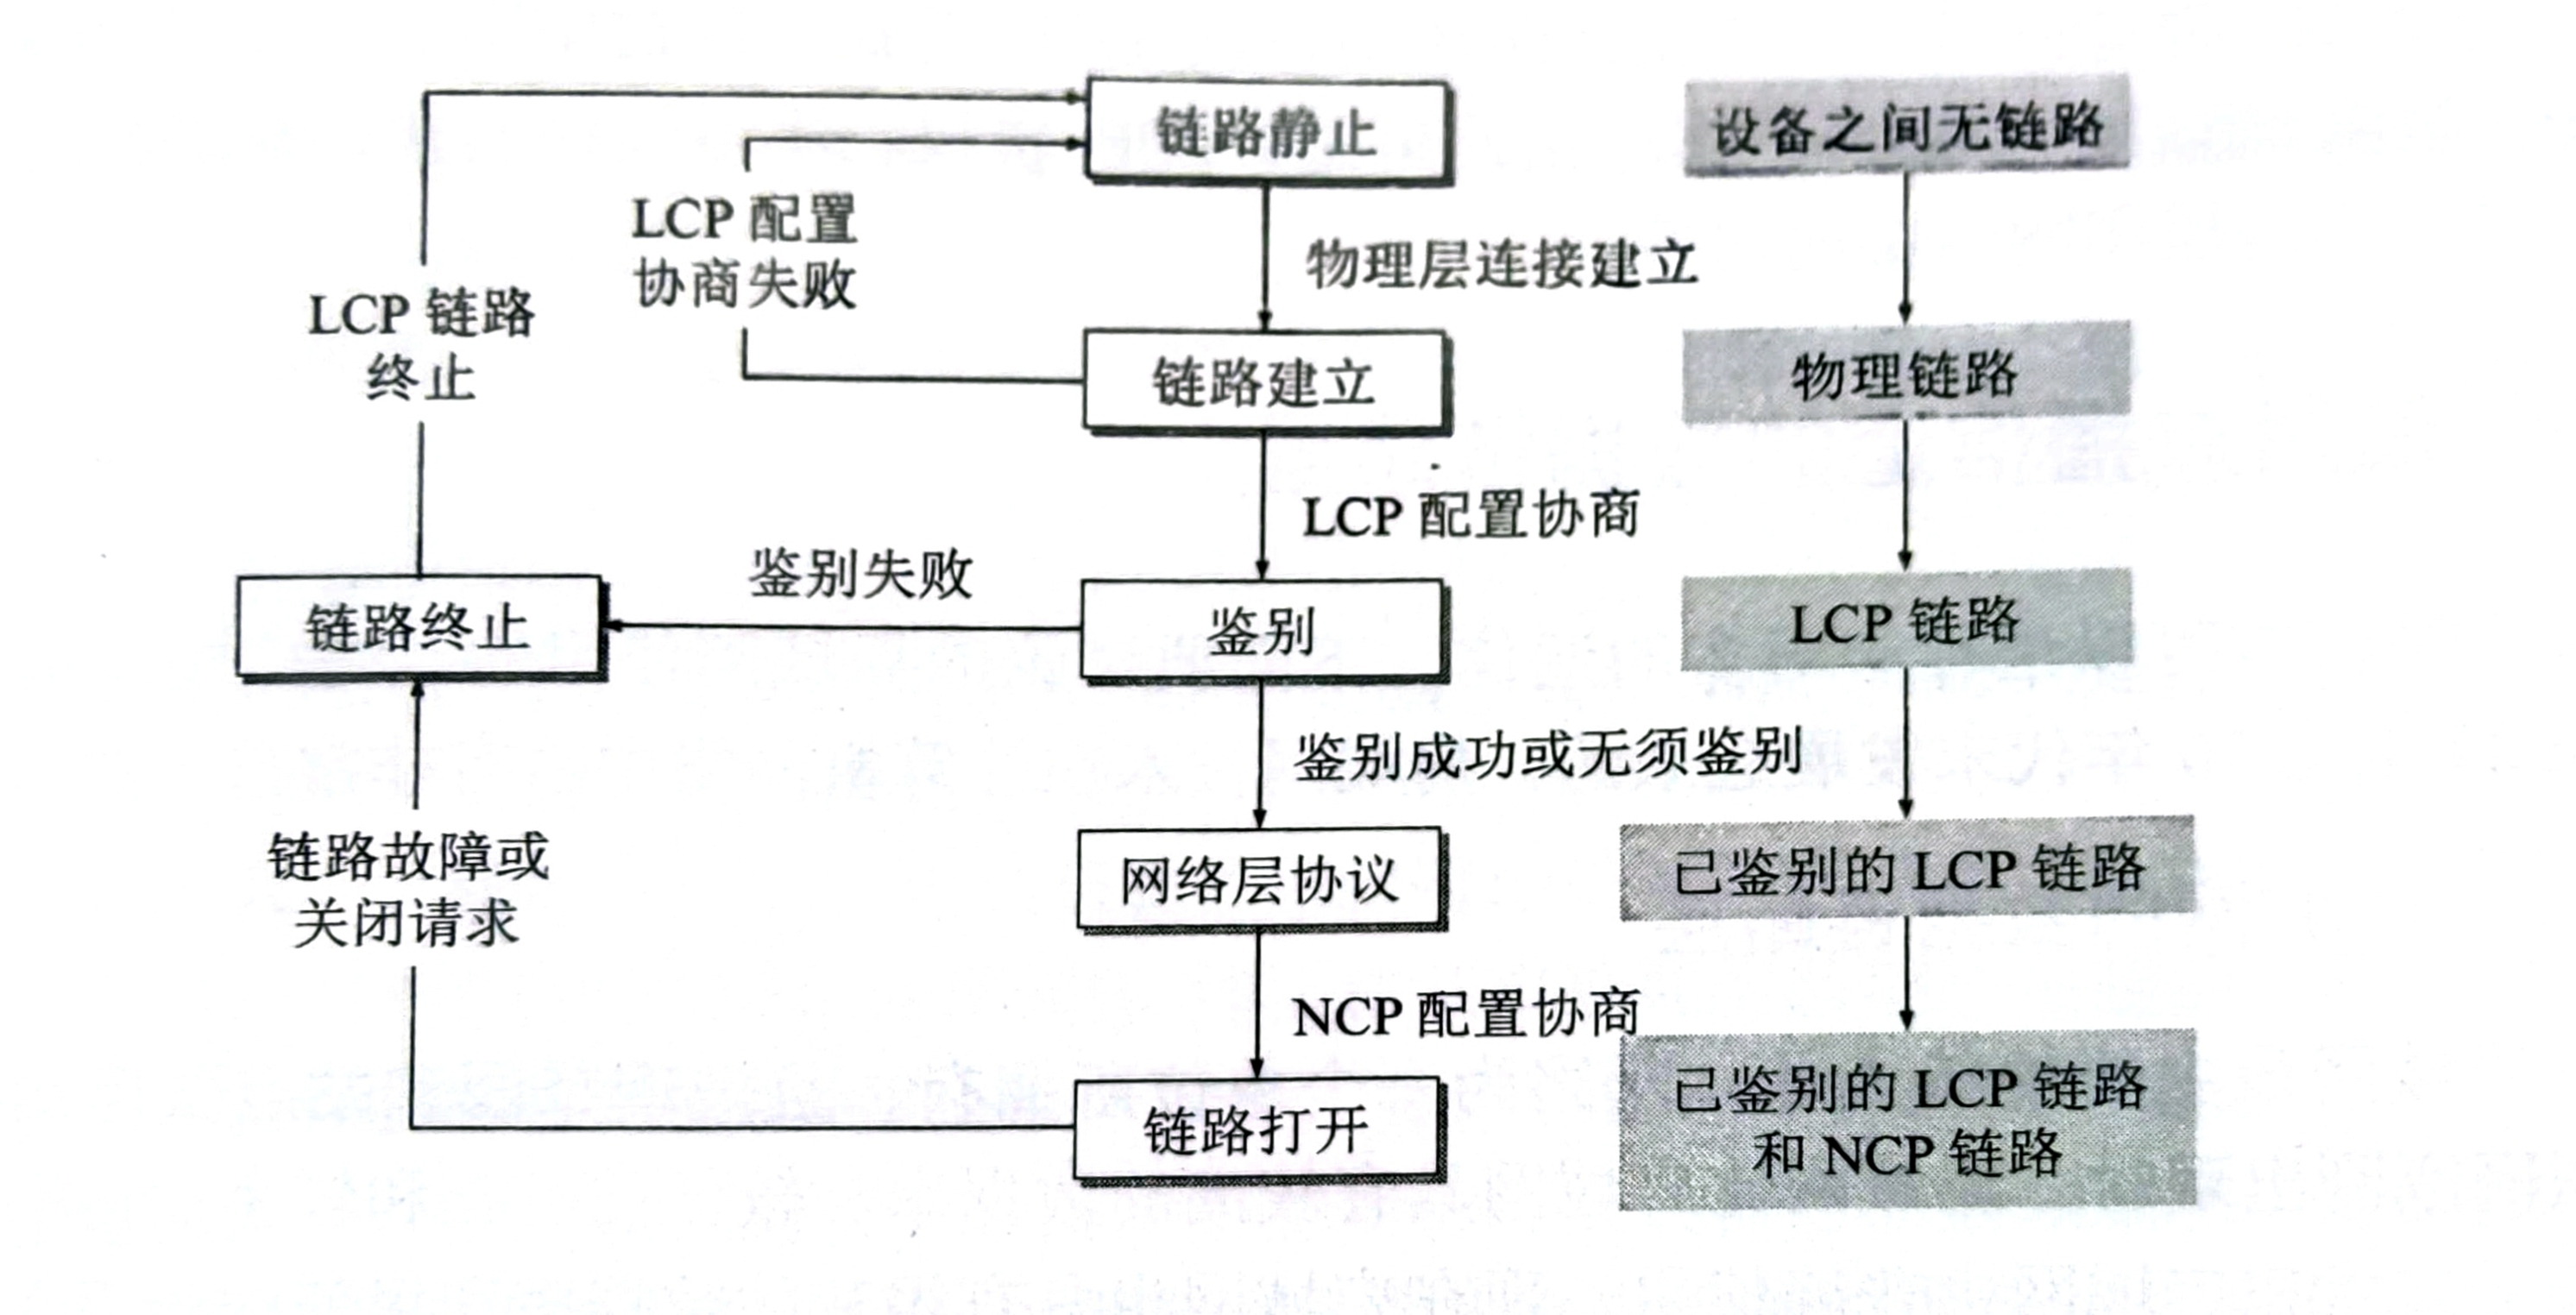 链路静止
设备之间无链路
LCP 配置
协商失败
物理层连接建立
LCP 链路
终止
链路建立
物理链路
LCP 配置协商
鉴别失败
链路终止
鉴别
LCP 链路
鉴别成功或无须鉴别
链路故障或
关闭请求
网络层协议
已鉴别的 LCP 链路
NCP 配置协商
链路打开
已鉴别的 LCP 链路
和 NCP 链路